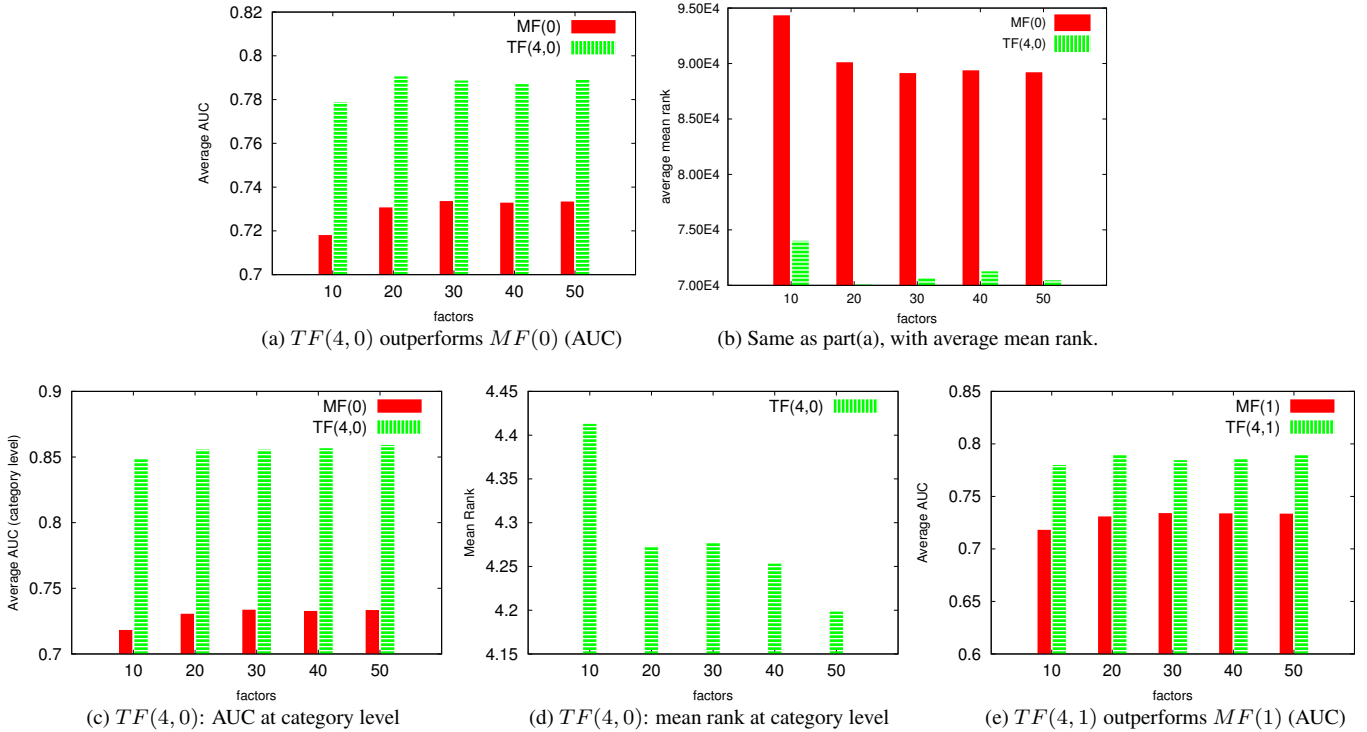 0.82
0.8
0.78
0.76
0.74
0.72
0.7
Average AUC
MF(0)
TF(4,0)
10 20 30 40 50
factors
(a) TF(4, 0) outperforms MF(0) (AUC)
9.50E4
9.00E4
8.50E4
8.00E4
7.50E4
7.00E4
average mean rank
MF(0)
TF(4,0)
10 20 30 40 50
factors
(b) Same as part(a), with average mean rank.
0.9
0.85
0.8
0.75
0.7
Average AUC (category level)
MF(0)
TF(4,0)
10 20 30 40 50
factors
(c) TF(4, 0): AUC at category level
4.45
4.4
4.35
4.3
4.25
4.2
4.15
Mean Rank
TF(4,0)
10 20 30 40 50
factors
(d) TF(4, 0): mean rank at category level
0.85
0.8
0.75
0.7
0.65
0.6
Average AUC
MF(1)
TF(4,1)
10 20 30 40 50
factors
(e) TF(4, 1) outperforms MF(1) (AUC)